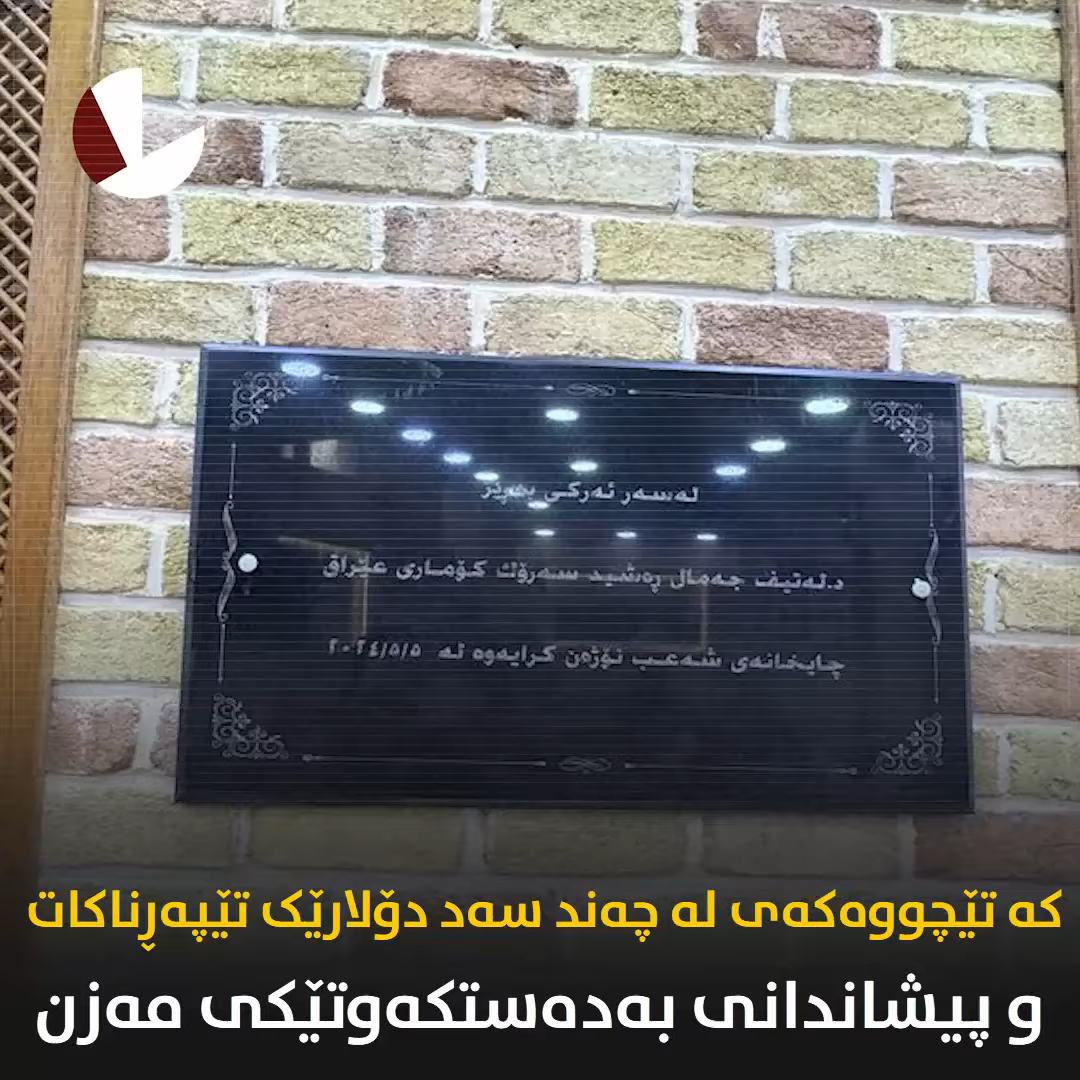 لەسەر ئەرکی بەڕێز
د.لەتیف جەمال ڕەشید سەرۆك کۆماری عێراق
چایخانەی شەعب نۆژەن کرایەوە لە ٢٠٢٤/٥/٥
کە تێچووەکەی لە چەند سەد دۆلارێک تێپەڕناکات
و پیشاندانی بەدەستکەوتێکی مەزن